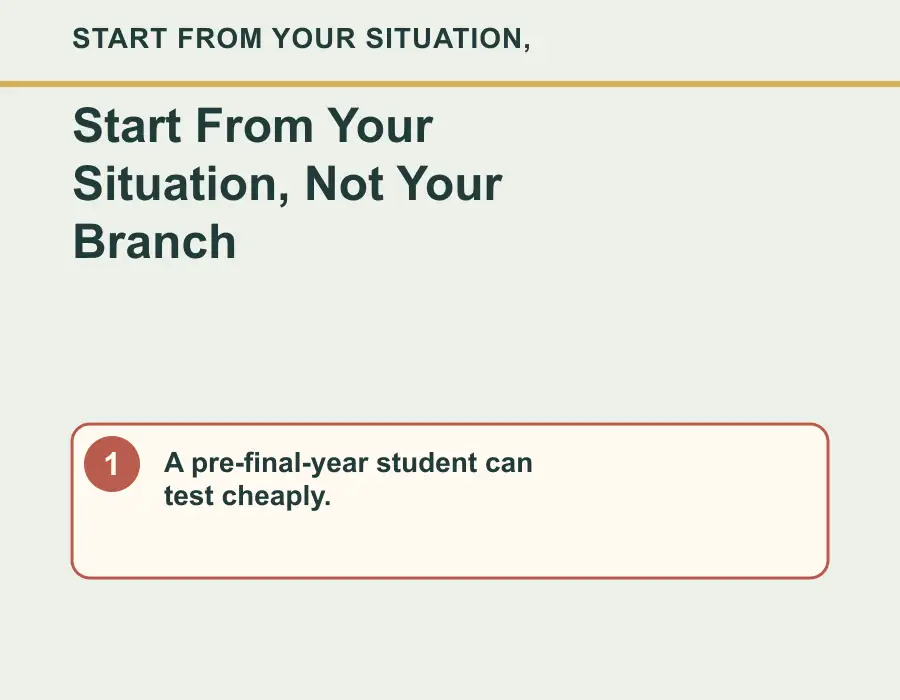 START FROM YOUR SITUATION,
Start From Your
Situation, Not Your
Branch
1
A pre-final-year student can
test cheaply.